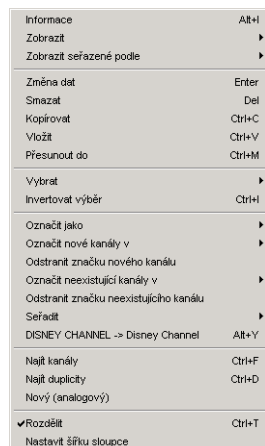 Informace Alt+I
Zobrazit
Zobrazit seřazené podle
Změna dat Enter
Smazat Del
Kopírovat Ctrl+C
Vložit Ctrl+V
Přesunout do Ctrl+M
Vybrat
Invertovat výběr Ctrl+I
Označit jako
Označit nové kanály v
Odstranit značku nového kanálu
Označit neexistující kanály v
Odstranit značku neexistujícího kanálu
Seřadit
DISNEY CHANNEL -> Disney Channel Alt+Y
Najít kanály Ctrl+F
Najít duplicity Ctrl+D
Nový (analogový)
Rozdělit Ctrl+T
Nastavit šířku sloupce